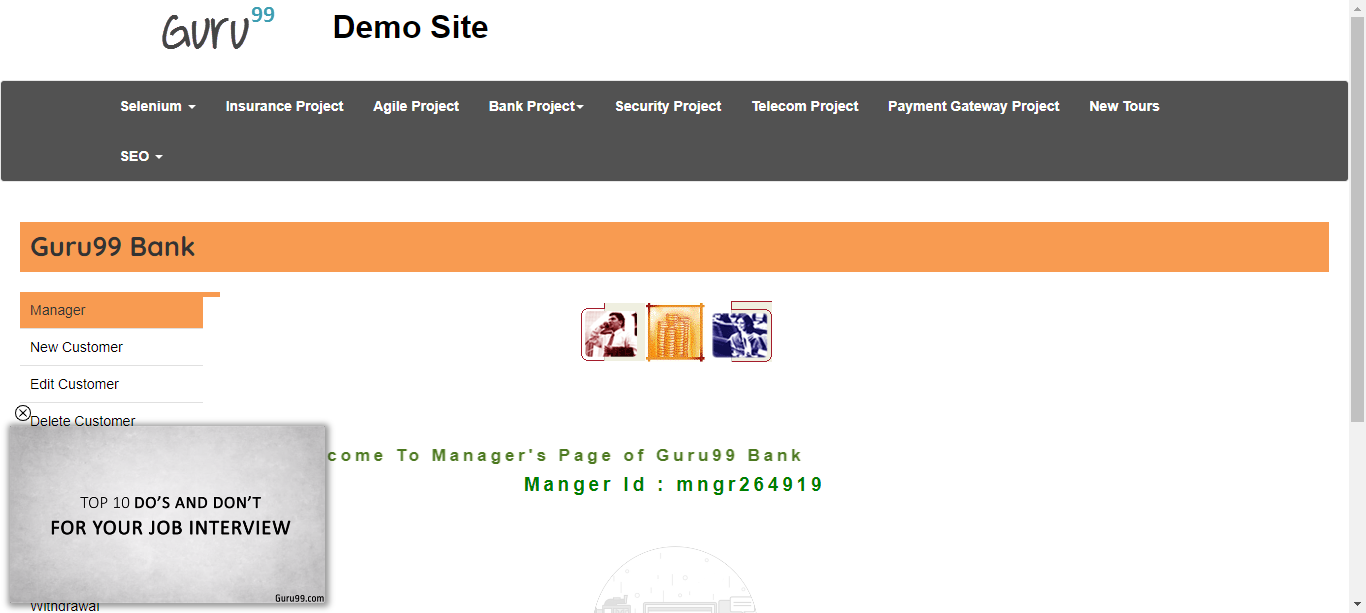 Guru99
Demo Site
Selenium
Insurance Project
Agile Project
Bank Project
Security Project
Telecom Project
Payment Gateway Project
New Tours
SEO
Guru99 Bank
Manager
New Customer
Edit Customer
Delete Customer
come To Manager's Page of Guru99 Bank
Manger Id : mngr264919
TOP 10 DO'S AND DON'T
FOR YOUR JOB INTERVIEW
Guru99.com
Withdrawal